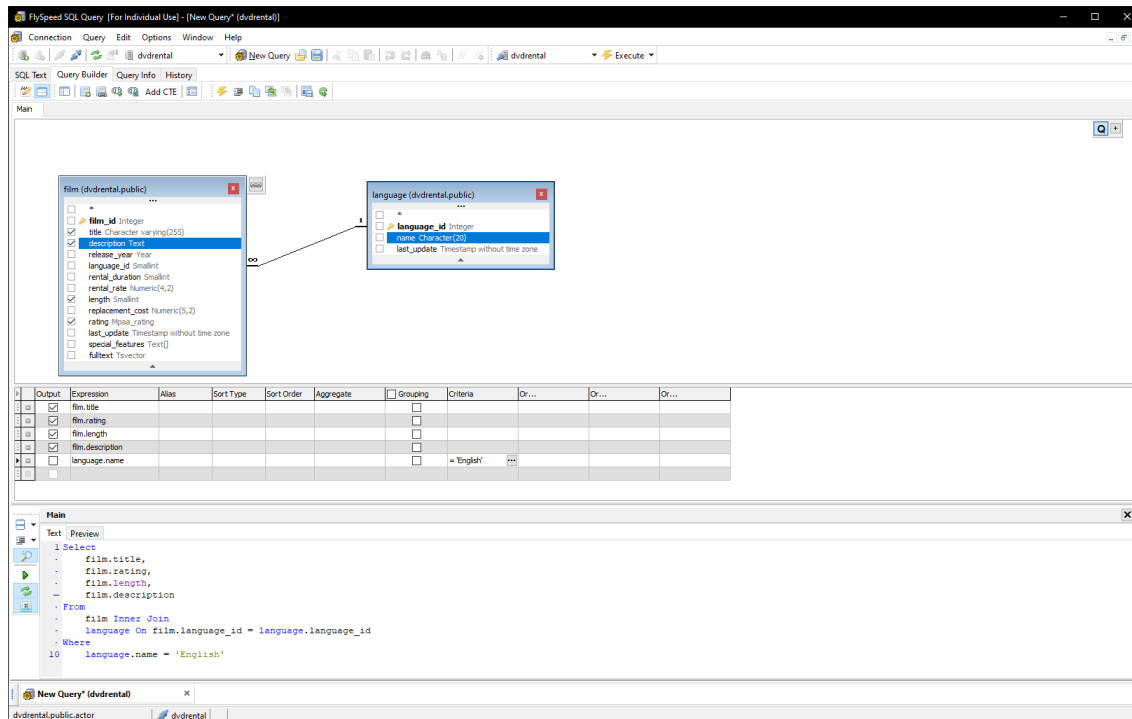 FlySpeed SQL Query [For Individual Use] - [New Query* (dvdrental)]
Connection Query Edit Options Window Help
dvdrental New Query dvdrental Execute
SQL Text Query Builder Query Info History
Add CTE
Main
Q +
film (dvdrental.public)
...
*
film_id Integer
title Character varying(255)
description Text
release_year Year
language_id Smallint
rental_duration Smallint
rental_rate Numeric(4,2)
length Smallint
replacement_cost Numeric(5,2)
rating Mpaa_rating
last_update Timestamp without time zone
special_features Text[]
fulltext Tsvector
∞
1
language (dvdrental.public)
...
*
language_id Integer
name Character(20)
last_update Timestamp without time zone
Output Expression Alias Sort Type Sort Order Aggregate Grouping Criteria Or... Or... Or...
film.title
film.rating
film.length
film.description
language.name = 'English' ...
Main
Text Preview
1 Select
film.title,
film.rating,
film.length,
film.description
From
film Inner Join
language On film.language_id = language.language_id
Where
10 language.name = 'English'
New Query* (dvdrental)
dvdrental.public.actor dvdrental